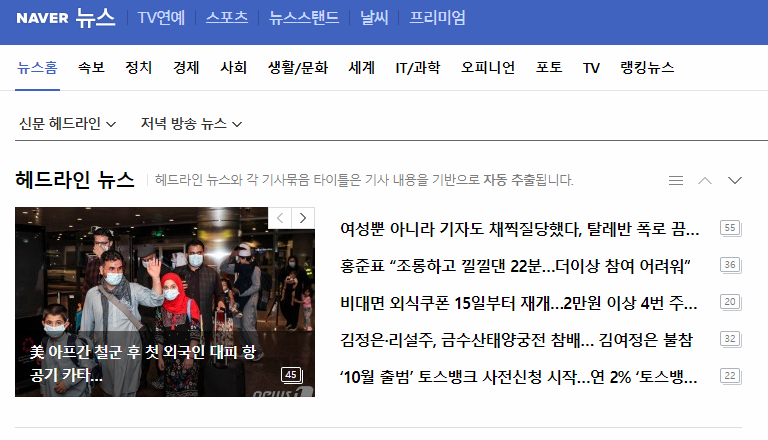 NAVER 뉴스 TV연예 스포츠 뉴스스탠드 날씨 프리미엄
뉴스홈 속보 정치 경제 사회 생활/문화 세계 IT/과학 오피니언 포토 TV 랭킹뉴스
신문 헤드라인 저녁 방송 뉴스
헤드라인 뉴스 헤드라인 뉴스와 각 기사묶음 타이틀은 기사 내용을 기반으로 자동 추출됩니다.
美 아프간 철군 후 첫 외국인 대피 항
공기 카타... 45
뉴스1
여성뿐 아니라 기자도 채찍질당했다, 탈레반 폭로 끔... 55
홍준표 “조롱하고 낄낄댄 22분...더이상 참여 어려워” 36
비대면 외식쿠폰 15일부터 재개...2만원 이상 4번 주... 20
김정은·리설주, 금수산태양궁전 참배... 김여정은 불참 32
‘10월 출범’ 토스뱅크 사전신청 시작...연 2% ‘토스뱅... 22